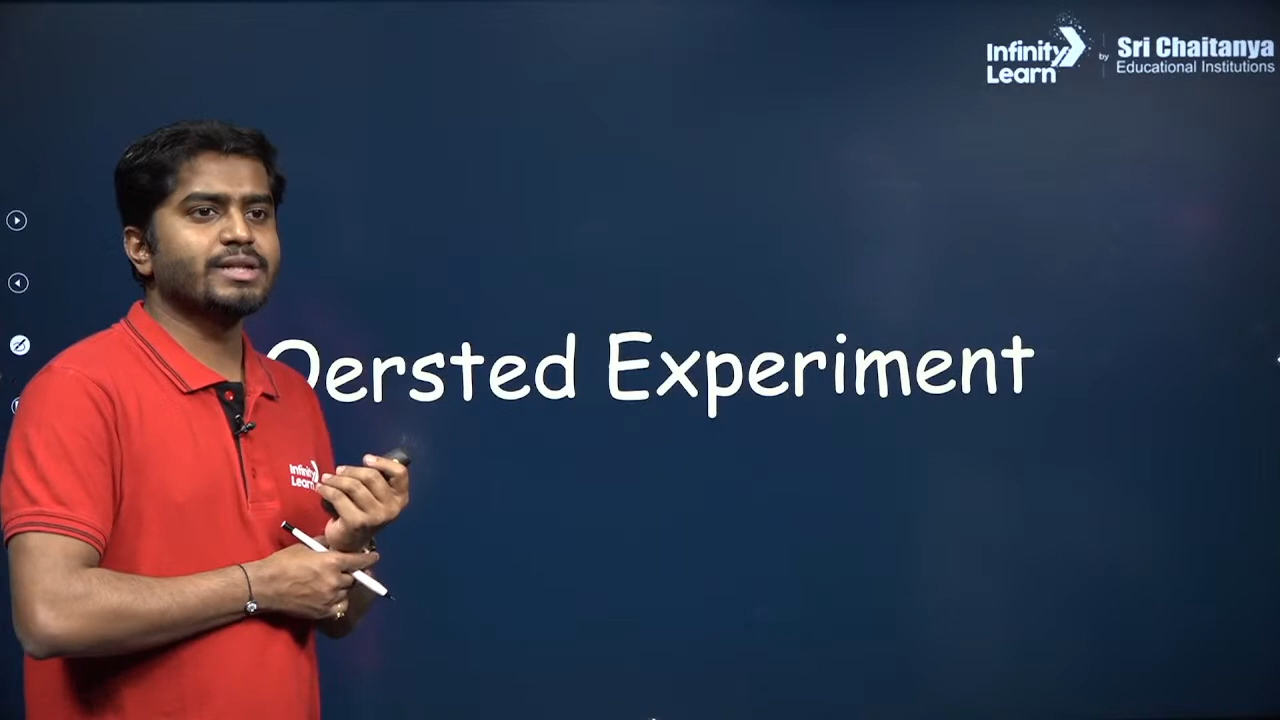 Infinity Learn
by
Sri Chaitanya
Educational Institutions
Oersted Experiment
Infinity
Learn